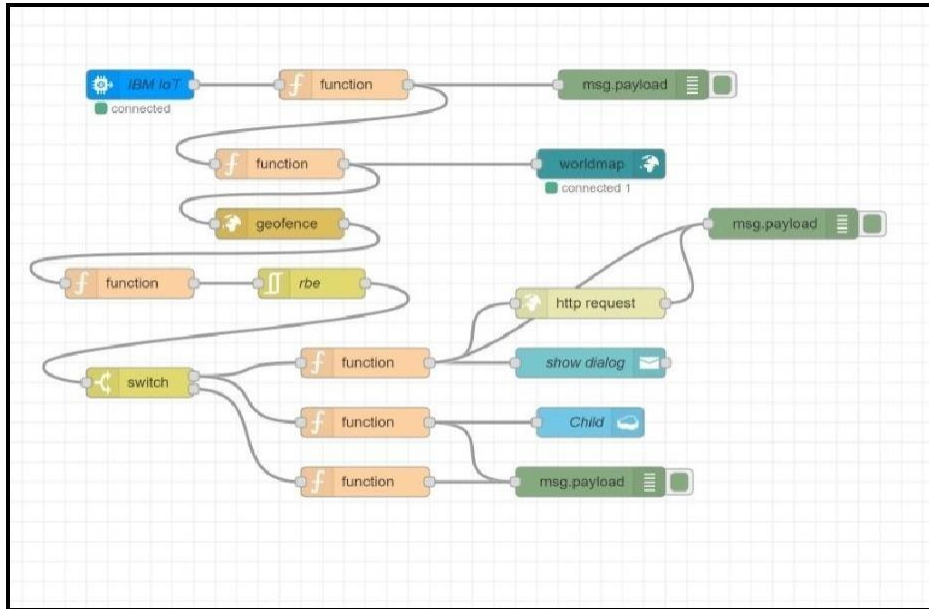 IBM IoT
function
msg.payload
connected
function
worldmap
connected 1
geofence
msg.payload
function
rbe
http request
function
show dialog
switch
function
Child
function
msg.payload